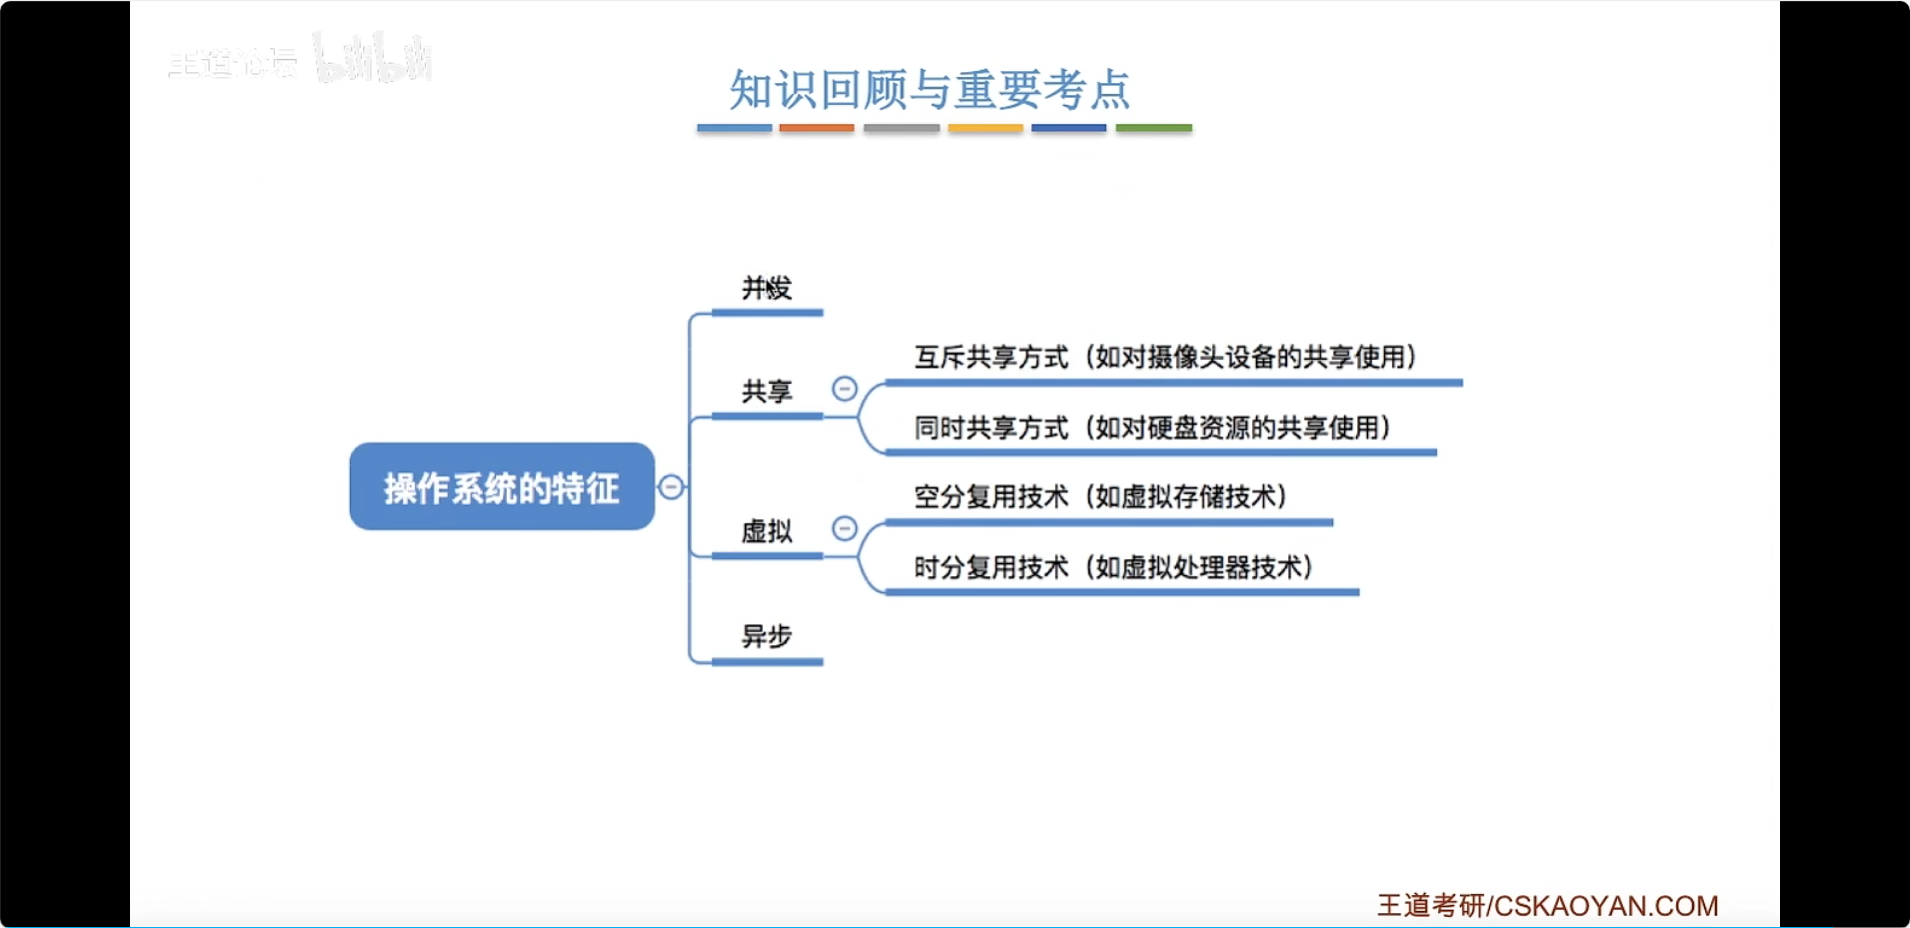 王道论坛 bilibili
知识回顾与重要考点
并发
互斥共享方式（如对摄像头设备的共享使用）
共享
同时共享方式（如对硬盘资源的共享使用）
操作系统的特征
空分复用技术（如虚拟存储技术）
虚拟
时分复用技术（如虚拟处理器技术）
异步
王道考研/CSKAOYAN.COM